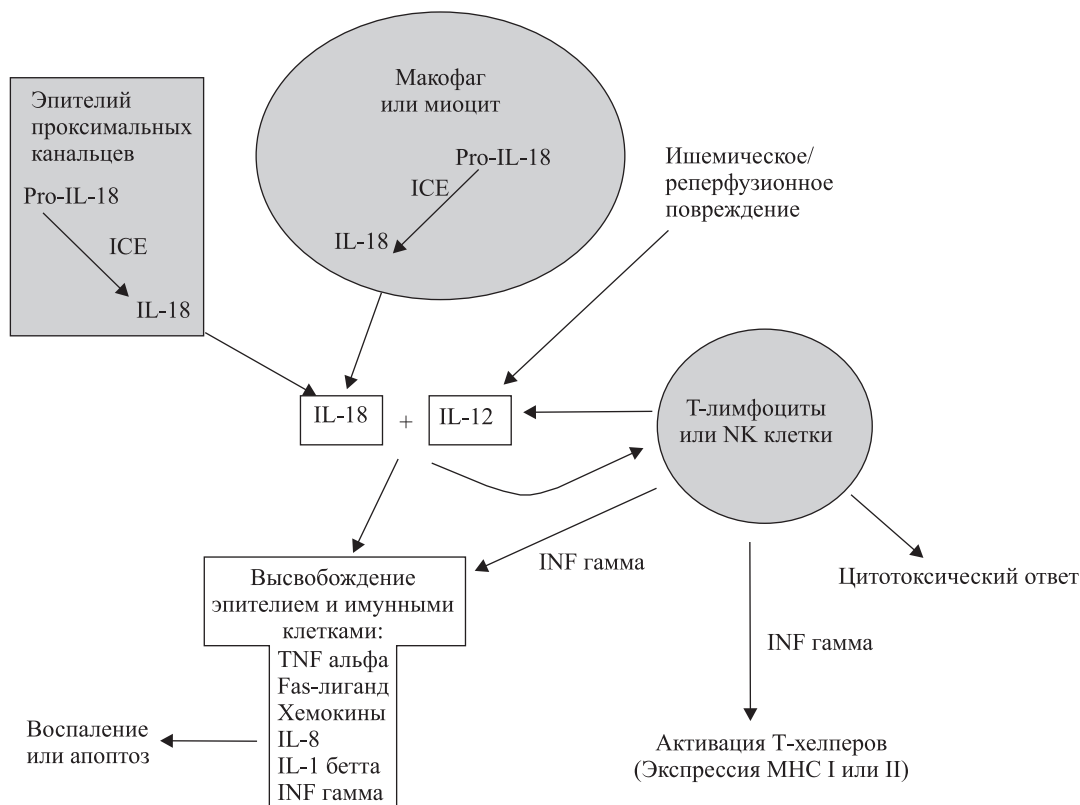 Эпителий
проксимальных
канальцев
Pro-IL-18
ICE
IL-18
Макофаг
или миоцит
Pro-IL-18
ICE
IL-18
Ишемическое/
реперфузионное
повреждение
IL-18
+
IL-12
Т-лимфоциты
или NK клетки
INF гамма
Цитотоксический ответ
INF гамма
Активация Т-хелперов
(Экспрессия МНС I или II)
Высвобождение
эпителием и имунными
клетками:
TNF альфа
Fas-лиганд
Хемокины
IL-8
IL-1 бетта
INF гамма
Воспаление
или апоптоз